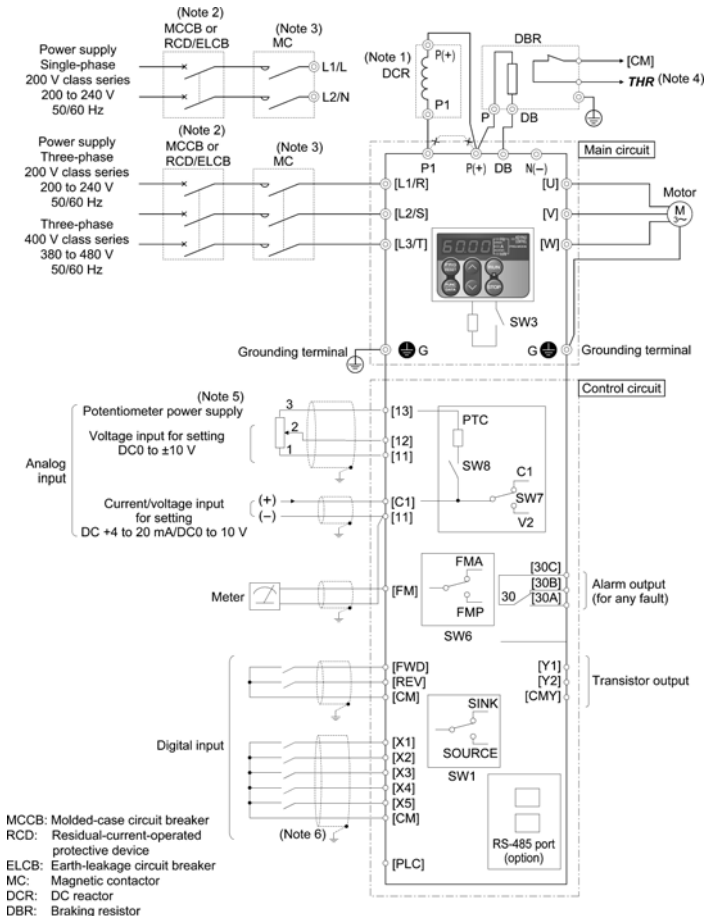 (Note 2)
MCCB or
RCD/ELCB
(Note 3)
MC
Power supply
Single-phase
200 V class series
200 to 240 V
50/60 Hz
L1/L
L2/N
(Note 1)
DCR
P(+)
P1
DBR
[CM]
THR (Note 4)
P
DB
(Note 2)
MCCB or
RCD/ELCB
(Note 3)
MC
Power supply
Three-phase
200 V class series
200 to 240 V
50/60 Hz
Three-phase
400 V class series
380 to 480 V
50/60 Hz
Main circuit
P1
P(+)
DB
N(−)
[L1/R]
[L2/S]
[L3/T]
[U]
[V]
[W]
Motor
M
3~
60.00
STOP
SW3
Grounding terminal
G
G
Grounding terminal
Control circuit
(Note 5)
Potentiometer power supply
Voltage input for setting
DC0 to ±10 V
3
2
1
Analog
input
Current/voltage input
for setting
DC +4 to 20 mA/DC0 to 10 V
(+)
(−)
[13]
[12]
[11]
[C1]
[11]
PTC
SW8
C1
SW7
V2
Meter
[FM]
FMA
FMP
SW6
[30C]
[30B]
[30A]
30
Alarm output
(for any fault)
Digital input
[FWD]
[REV]
[CM]
[Y1]
[Y2]
[CMY]
Transistor output
SINK
SOURCE
SW1
[X1]
[X2]
[X3]
[X4]
[X5]
[CM]
(Note 6)
[PLC]
RS-485 port
(option)
MCCB: Molded-case circuit breaker
RCD: Residual-current-operated
protective device
ELCB: Earth-leakage circuit breaker
MC: Magnetic contactor
DCR: DC reactor
DBR: Braking resistor